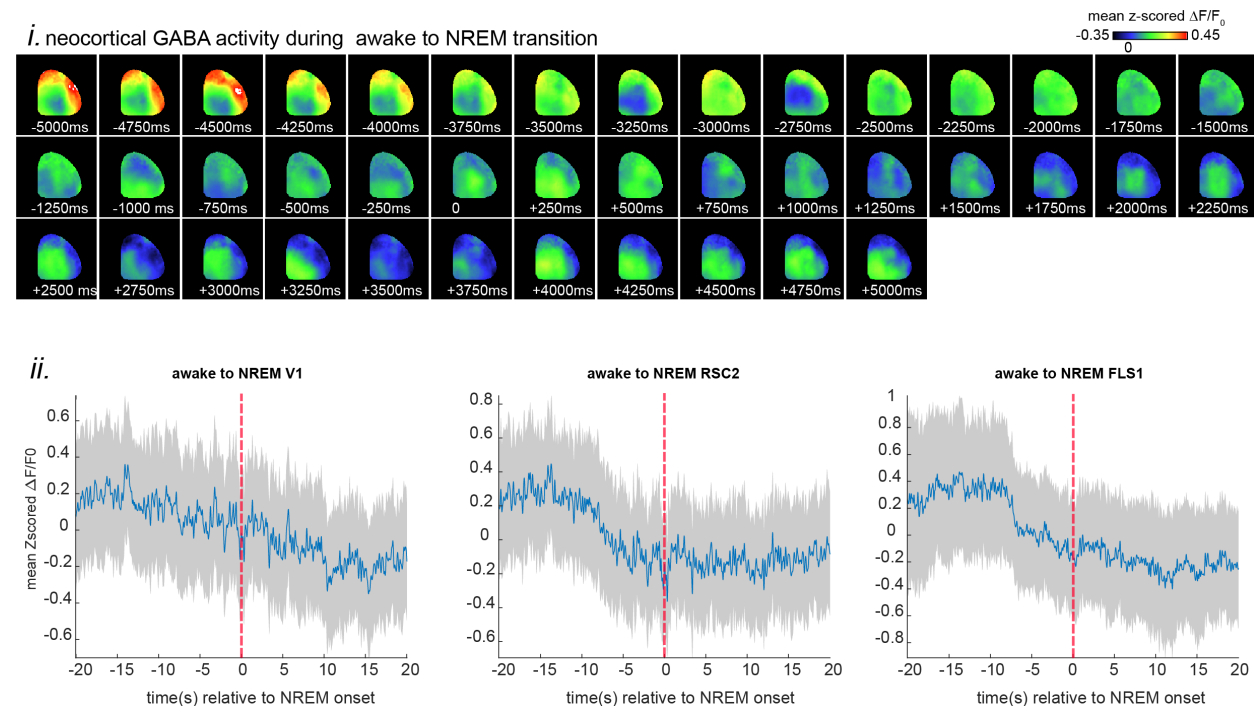 mean z-scored ΔF/F0
i. neocortical GABA activity during awake to NREM transition
-0.35 0.45
0
-5000ms -4750ms -4500ms -4250ms -4000ms -3750ms -3500ms -3250ms -3000ms -2750ms -2500ms -2250ms -2000ms -1750ms -1500ms
-1250ms -1000 ms -750ms -500ms -250ms 0 +250ms +500ms +750ms +1000ms +1250ms +1500ms +1750ms +2000ms +2250ms
+2500 ms +2750ms +3000ms +3250ms +3500ms +3750ms +4000ms +4250ms +4500ms +4750ms +5000ms
ii.
awake to NREM V1
mean Zscored ΔF/F0
0.6
0.4
0.2
0
-0.2
-0.4
-0.6
-20 -15 -10 -5 0 5 10 15 20
time(s) relative to NREM onset
awake to NREM RSC2
0.8
0.6
0.4
0.2
0
-0.2
-0.4
-0.6
-20 -15 -10 -5 0 5 10 15 20
time(s) relative to NREM onset
awake to NREM FLS1
1
0.8
0.6
0.4
0.2
0
-0.2
-0.4
-0.6
-0.8
-20 -15 -10 -5 0 5 10 15 20
time(s) relative to NREM onset